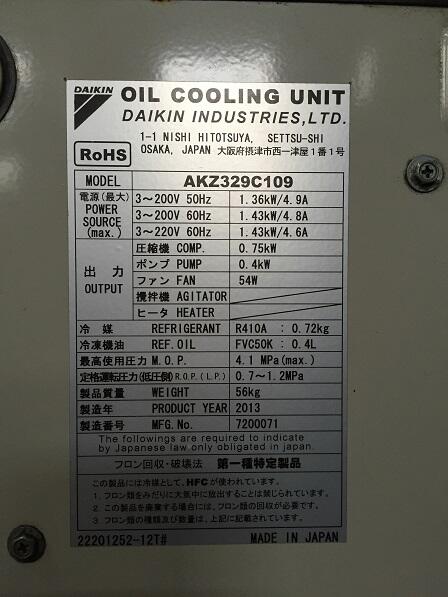 DAIKIN OIL COOLING UNIT
DAIKIN INDUSTRIES,LTD.
RoHS 1-1 NISHI HITOTSUYA, SETTSU-SHI
OSAKA, JAPAN 大阪府摂津市西一津屋1番1号
MODEL AKZ329C109
電源(最大) POWER SOURCE (max.) 3〜200V 50Hz 1.36kW/4.9A
3〜200V 60Hz 1.43kW/4.8A
3〜220V 60Hz 1.43kW/4.6A
出力 OUTPUT 圧縮機 COMP. 0.75kW
ポンプ PUMP 0.4kW
ファン FAN 54W
攪拌機 AGITATOR
ヒータ HEATER
冷媒 REFRIGERANT R410A : 0.72kg
冷凍機油 REF.OIL FVC50K : 0.4L
最高使用圧力 M.O.P. 4.1 MPa(max.)
定格運転圧力(低圧側) R.O.P.(L.P.) 0.7〜1.2MPa
製品質量 WEIGHT 56kg
製造年 PRODUCT YEAR 2013
製造番号 MFG.No. 7200071
The followings are required to indicate
by Japanese law only obligated in japan.
フロン回収・破壊法 第一種特定製品
この製品には冷媒として、HFCが使われています。
1. フロン類をみだりに大気中に放出することは禁じられています。
2. この製品を廃棄する場合には、フロン類の回収が必要です。
3. フロン類の種類及び数量は、上記に記載されています。
22201252-12T# MADE IN JAPAN